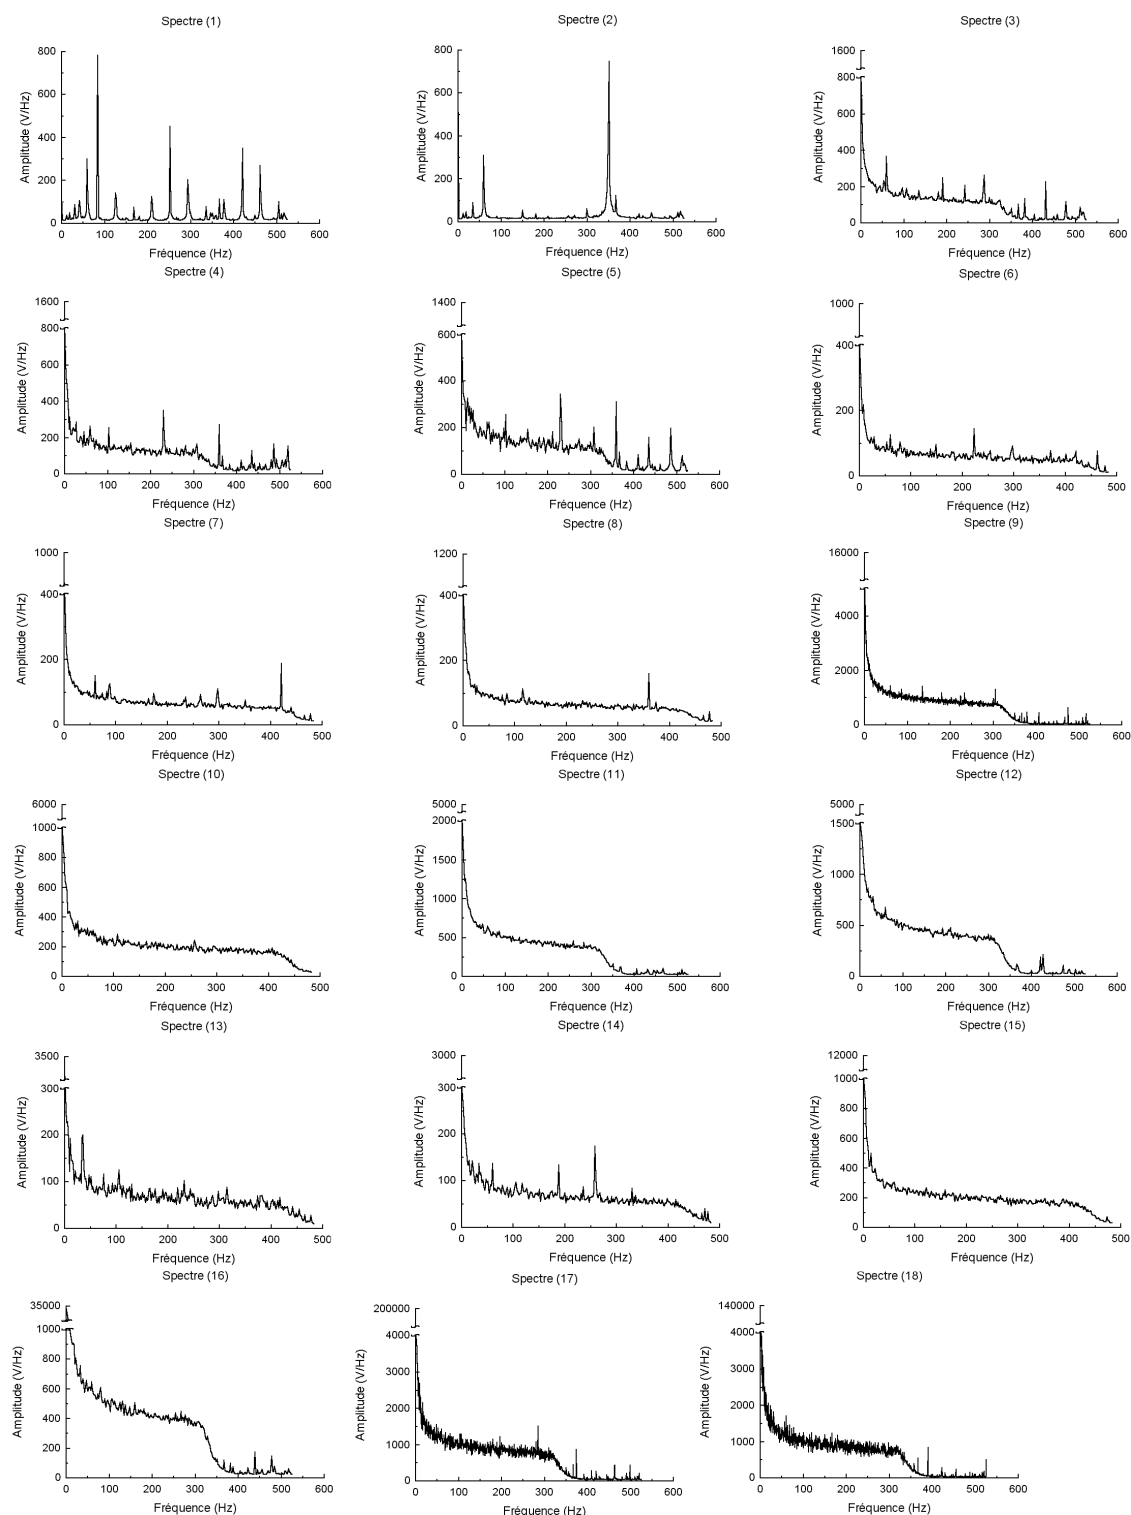 Spectre (1)
Amplitude (V/Hz)
800
600
400
200
0
0 100 200 300 400 500 600
Fréquence (Hz)
Spectre (2)
Amplitude (V/Hz)
800
600
400
200
0
0 100 200 300 400 500 600
Fréquence (Hz)
Spectre (3)
Amplitude (V/Hz)
1600
800
600
400
200
0
0 100 200 300 400 500 600
Fréquence (Hz)
Spectre (4)
Amplitude (V/Hz)
1600
800
600
400
200
0
0 100 200 300 400 500 600
Fréquence (Hz)
Spectre (5)
Amplitude (V/Hz)
1400
600
400
200
0
0 100 200 300 400 500 600
Fréquence (Hz)
Spectre (6)
Amplitude (V/Hz)
1000
400
200
0
0 100 200 300 400 500
Fréquence (Hz)
Spectre (7)
Amplitude (V/Hz)
1000
400
200
0
0 100 200 300 400 500
Fréquence (Hz)
Spectre (8)
Amplitude (V/Hz)
1200
400
200
0
0 100 200 300 400 500
Fréquence (Hz)
Spectre (9)
Amplitude (V/Hz)
16000
4000
2000
0
0 100 200 300 400 500 600
Fréquence (Hz)
Spectre (10)
Amplitude (V/Hz)
6000
1000
800
600
400
200
0
0 100 200 300 400 500
Fréquence (Hz)
Spectre (11)
Amplitude (V/Hz)
5000
2000
1500
1000
500
0
0 100 200 300 400 500 600
Fréquence (Hz)
Spectre (12)
Amplitude (V/Hz)
5000
1500
1000
500
0
0 100 200 300 400 500 600
Fréquence (Hz)
Spectre (13)
Amplitude (V/Hz)
3500
300
200
100
0
0 100 200 300 400 500
Fréquence (Hz)
Spectre (14)
Amplitude (V/Hz)
3000
300
200
100
0
0 100 200 300 400 500
Fréquence (Hz)
Spectre (15)
Amplitude (V/Hz)
12000
1000
800
600
400
200
0
0 100 200 300 400 500
Fréquence (Hz)
Spectre (16)
Amplitude (V/Hz)
35000
1000
800
600
400
200
0
0 100 200 300 400 500 600
Fréquence (Hz)
Spectre (17)
Amplitude (V/Hz)
200000
4000
3000
2000
1000
0
0 100 200 300 400 500 600
Fréquence (Hz)
Spectre (18)
Amplitude (V/Hz)
140000
4000
3000
2000
1000
0
0 100 200 300 400 500 600
Fréquence (Hz)